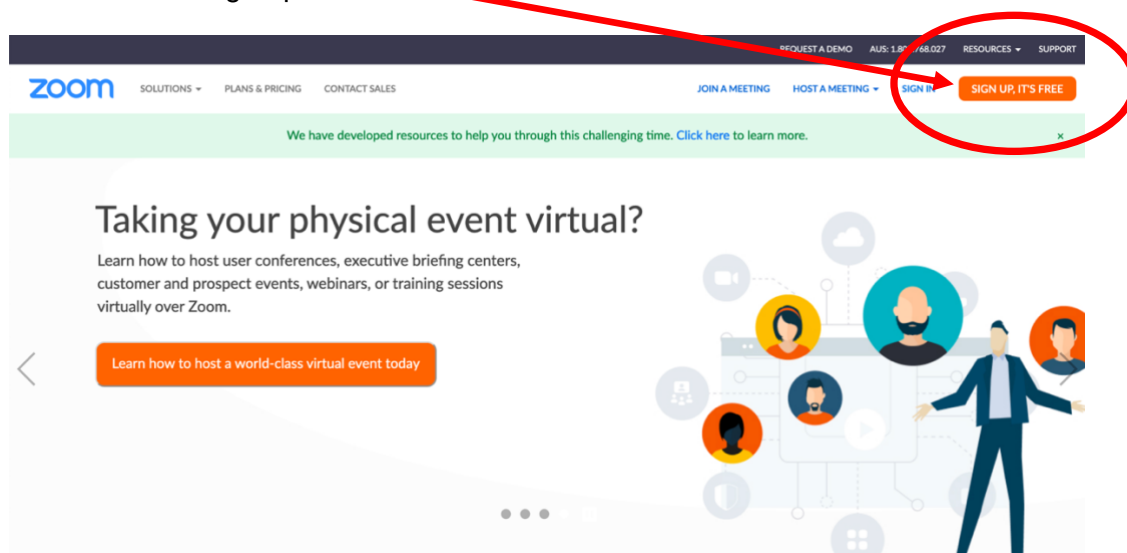 REQUEST A DEMO AUS: RESOURCES SUPPORT
zoom SOLUTIONS PLANS & PRICING CONTACT SALES JOIN A MEETING HOST A MEETING SIGN IN SIGN UP, IT'S FREE
We have developed resources to help you through this challenging time. Click here to learn more. ×
Taking your physical event virtual?
Learn how to host user conferences, executive briefing centers,
customer and prospect events, webinars, or training sessions
virtually over Zoom.
Learn how to host a world-class virtual event today